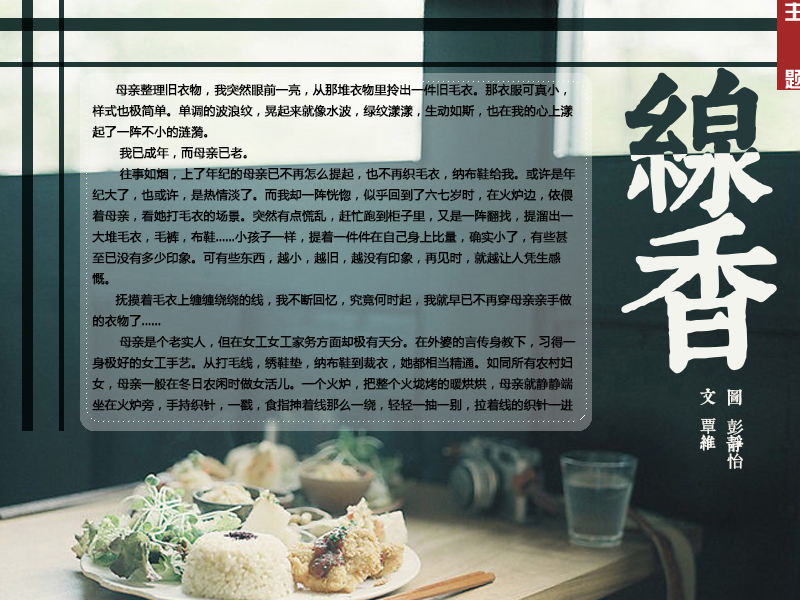 主
题
線香
圖 彭靜怡
文 覃維
母亲整理旧衣物，我突然眼前一亮，从那堆衣物里拎出一件旧毛衣。那衣服可真小，
样式也极简单。单调的波浪纹，晃起来就像水波，绿纹漾漾，生动如斯，也在我的心上漾
起了一阵不小的涟漪。
我已成年，而母亲已老。
往事如烟，上了年纪的母亲已不再怎么提起，也不再织毛衣，纳布鞋给我。或许是年
纪大了，也或许，是热情淡了。而我却一阵恍惚，似乎回到了六七岁时，在火炉边，依偎
着母亲，看她打毛衣的场景。突然有点慌乱，赶忙跑到柜子里，又是一阵翻找，提溜出一
大堆毛衣，毛裤，布鞋......小孩子一样，提着一件件在自己身上比量，确实小了，有些甚
至已没有多少印象。可有些东西，越小，越旧，越没有印象，再见时，就越让人凭生感
慨。
抚摸着毛衣上缠缠绕绕的线，我不断回忆，究竟何时起，我就早已不再穿母亲亲手做
的衣物了......
母亲是个老实人，但在女工女工家务方面却极有天分。在外婆的言传身教下，习得一
身极好的女工手艺。从打毛线，绣鞋垫，纳布鞋到裁衣，她都相当精通。如同所有农村妇
女，母亲一般在冬日农闲时做女活儿。一个火炉，把整个火垅烤的暖烘烘，母亲就静静端
坐在火炉旁，手持织针，一戳，食指抻着线那么一绕，轻轻一抽一别，拉着线的织针一进